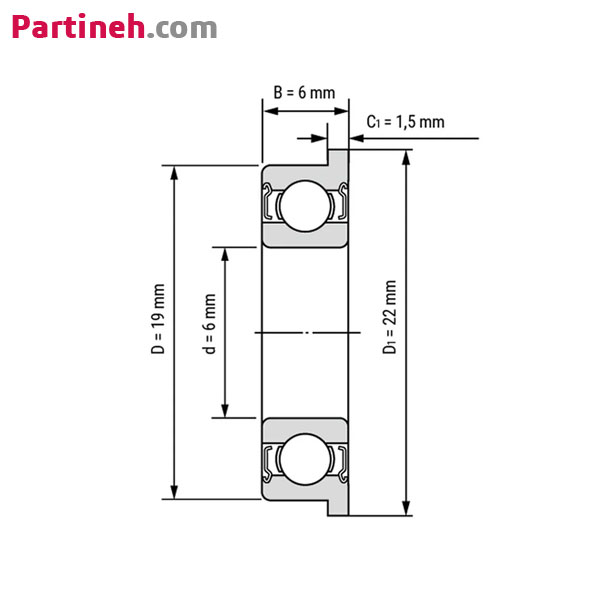 Partineh.com
B = 6 mm
C1 = 1,5 mm
D = 19 mm
d = 6 mm
D1 = 22 mm